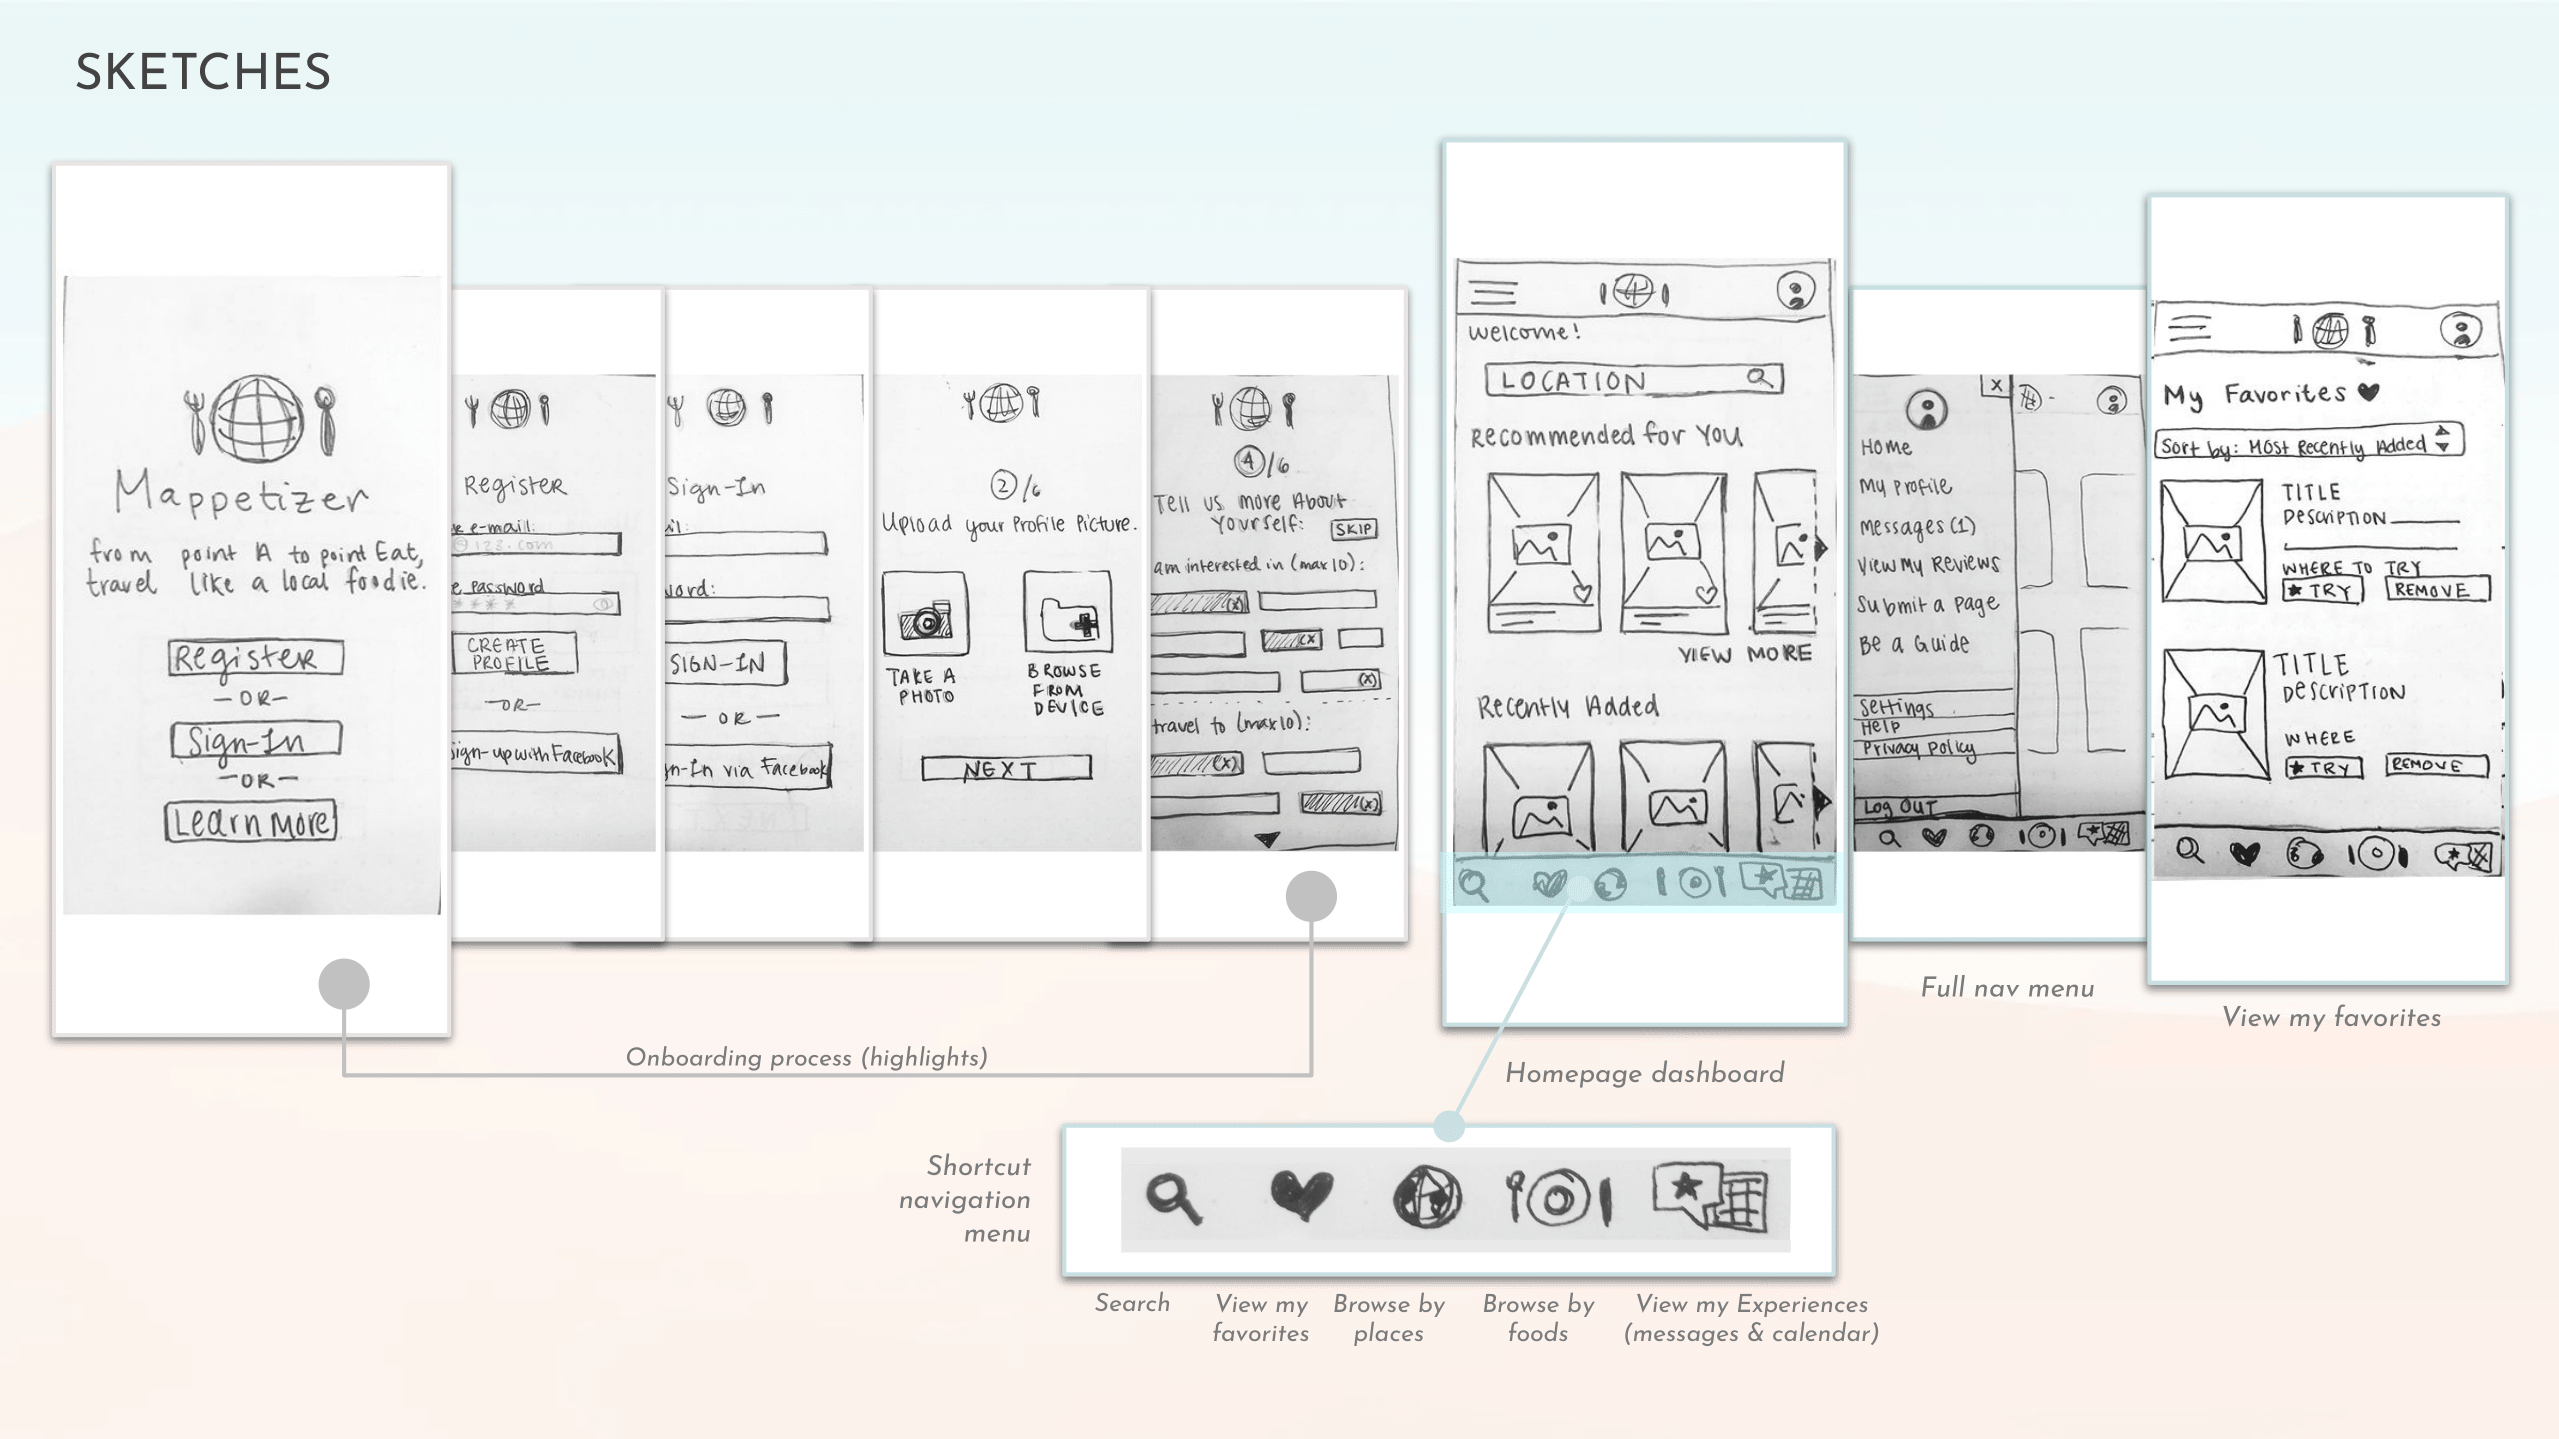 SKETCHES
Mappetizer
from point A to point Eat,
travel like a local foodie.
Register
-OR-
Sign-In
-OR-
Learn More
Register
e-mail:
@123.com
Password
****
CREATE
PROFILE
-OR-
Sign-up with Facebook
Sign-In
SIGN-IN
- OR -
In via Facebook
2/6
Upload your Profile Picture.
TAKE A
PHOTO
BROWSE
FROM
DEVICE
NEXT
4/6
Tell us more About
Yourself:
SKIP
am interested in (max 10):
(x)
(x)
(x)
travel to (max 10):
(x)
(x)
Welcome!
LOCATION
Recommended for You
VIEW MORE
Recently Added
X
Home
My Profile
Messages (1)
View My Reviews
Submit a Page
Be a Guide
Settings
Help
Privacy Policy
Log Out
My Favorites
Sort by: Most Recently Added
TITLE
Description
WHERE TO TRY
TRY
REMOVE
TITLE
Description
WHERE
TRY
REMOVE
Onboarding process (highlights)
Homepage dashboard
Full nav menu
View my favorites
Shortcut
navigation
menu
Search
View my
favorites
Browse by
places
Browse by
foods
View my Experiences
(messages & calendar)